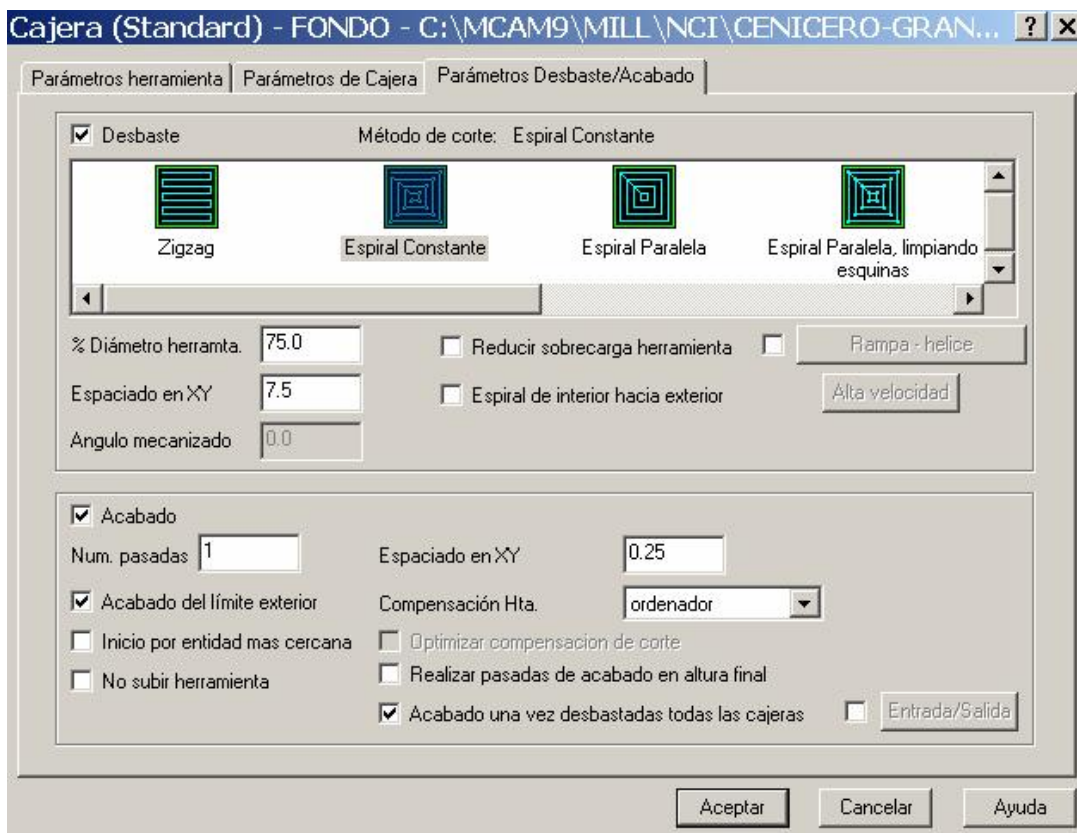 Cajera (Standard) - FONDO - C:\MCAM9\MILL\NCI\CENICERO-GRAN...
Parámetros herramienta Parámetros de Cajera Parámetros Desbaste/Acabado
Desbaste Método de corte: Espiral Constante
Zigzag Espiral Constante Espiral Paralela Espiral Paralela, limpiando
esquinas
% Diámetro herramta. 75.0 Reducir sobrecarga herramienta Rampa - helice
Espaciado en XY 7.5 Espiral de interior hacia exterior Alta velocidad
Angulo mecanizado 0.0
Acabado
Num. pasadas 1 Espaciado en XY 0.25
Acabado del límite exterior Compensación Hta. ordenador
Inicio por entidad mas cercana Optimizar compensacion de corte
No subir herramienta Realizar pasadas de acabado en altura final
Acabado una vez desbastadas todas las cajeras Entrada/Salida
Aceptar Cancelar Ayuda